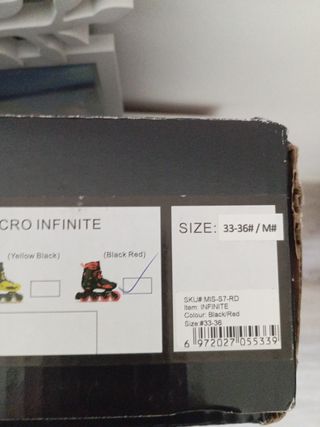 CRO INFINITE
(Yellow Black)
(Black Red)
SIZE: 33-36# / M#
SKU# MIS-S7-RD
Item: INFINITE
Colour: Black/Red
Size:#33-36
6 972027 055339